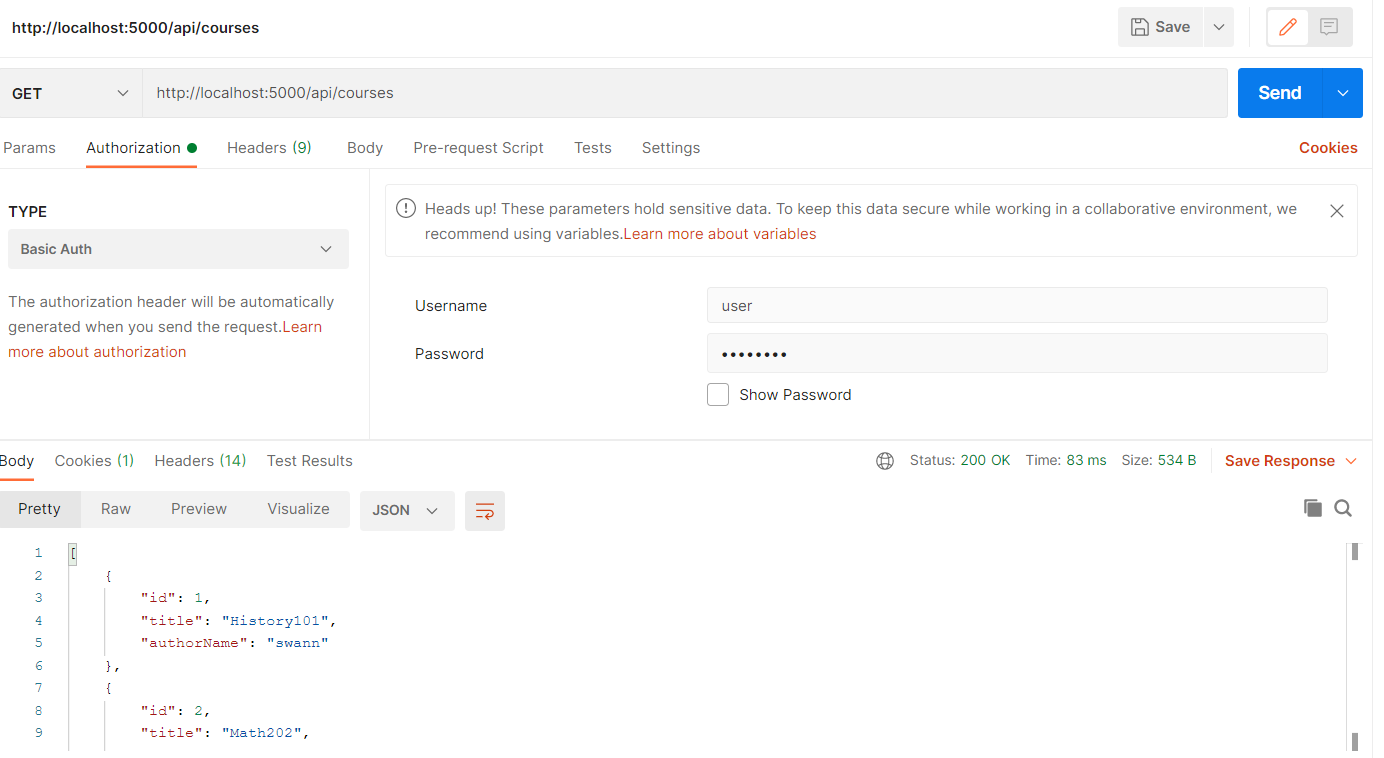 http://localhost:5000/api/courses
Save
GET
http://localhost:5000/api/courses
Send
Params Authorization Headers (9) Body Pre-request Script Tests Settings Cookies
TYPE
Basic Auth
The authorization header will be automatically
generated when you send the request.Learn
more about authorization
Heads up! These parameters hold sensitive data. To keep this data secure while working in a collaborative environment, we
recommend using variables.Learn more about variables
Username user
Password ••••••••
Show Password
Body Cookies (1) Headers (14) Test Results Status: 200 OK Time: 83 ms Size: 534 B Save Response
Pretty Raw Preview Visualize JSON
1 [
2 {
3 "id": 1,
4 "title": "History101",
5 "authorName": "swann"
6 },
7 {
8 "id": 2,
9 "title": "Math202",